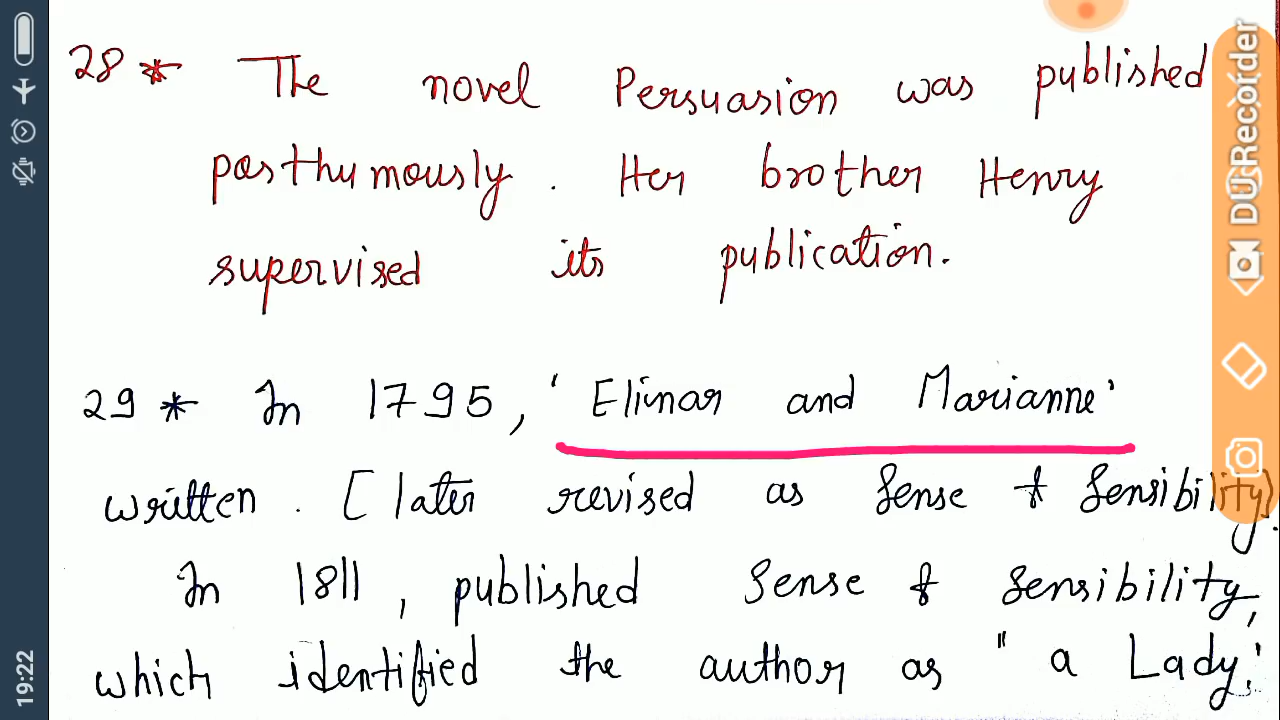 28 * The novel Persuasion was published
posthumously. Her brother Henry
supervised its publication.
29 * In 1795, 'Elinar and Marianne'
written. [later revised as Sense & Sensibility).
In 1811, published Sense & Sensibility,
which identified the author as "a Lady,"
DU Recorder
19:22